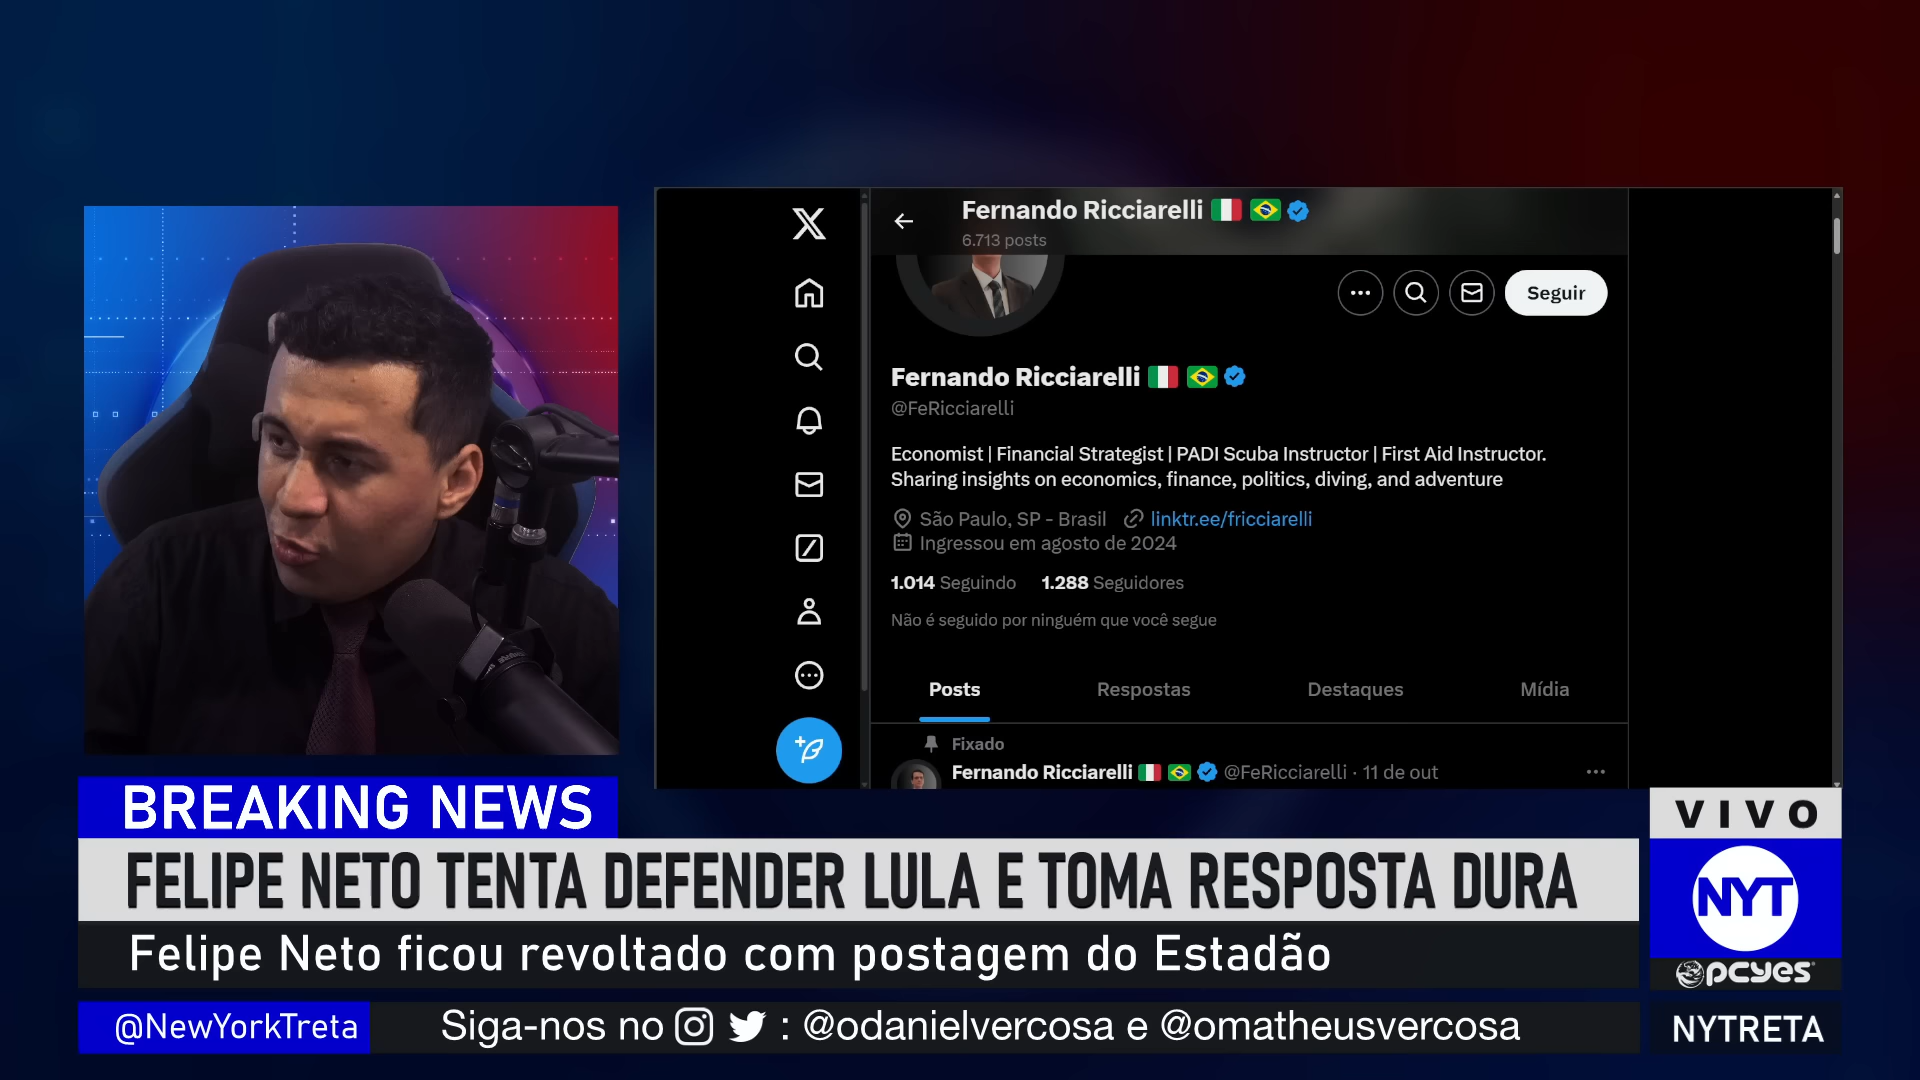 Fernando Ricciarelli
6.713 posts
Seguir
Fernando Ricciarelli
@FeRicciarelli
Economist | Financial Strategist | PADI Scuba Instructor | First Aid Instructor.
Sharing insights on economics, finance, politics, diving, and adventure
São Paulo, SP - Brasil linktr.ee/fricciarelli
Ingressou em agosto de 2024
1.014 Seguindo 1.288 Seguidores
Não é seguido por ninguém que você segue
Posts Respostas Destaques Mídia
Fixado
Fernando Ricciarelli @FeRicciarelli · 11 de out
BREAKING NEWS
FELIPE NETO TENTA DEFENDER LULA E TOMA RESPOSTA DURA
Felipe Neto ficou revoltado com postagem do Estadão
@NewYorkTreta
Siga-nos no : @odanielvercosa e @omatheusvercosa
VIVO
NYT
pcyes
NYTRETA